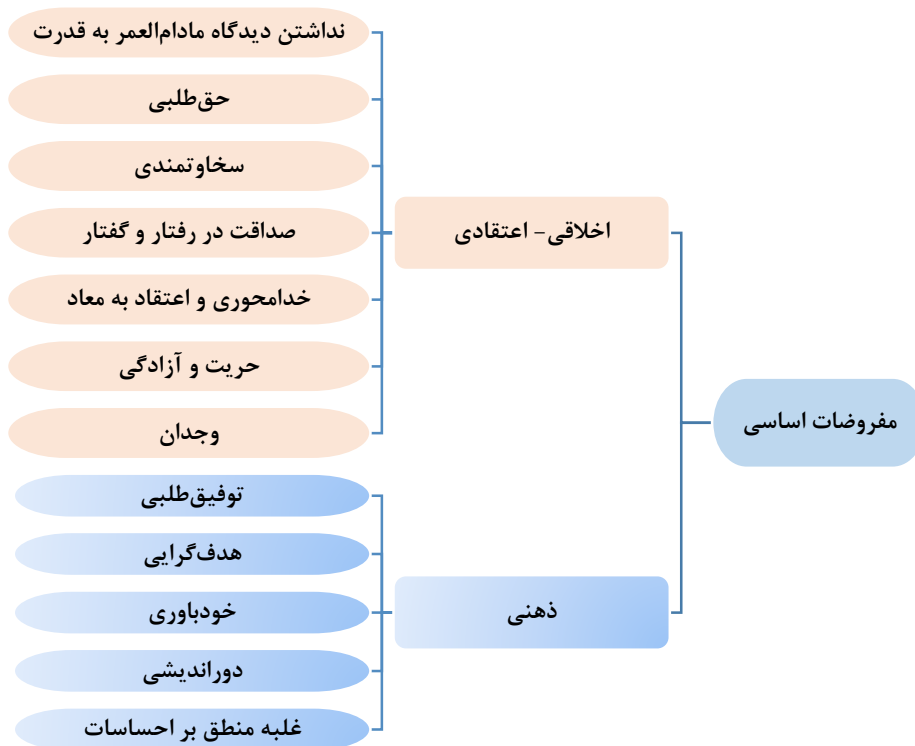 مفروضات اساسی
اخلاقی- اعتقادی
نداشتن دیدگاه مادام‌العمر به قدرت
حق‌طلبی
سخاوتمندی
صداقت در رفتار و گفتار
خدامحوری و اعتقاد به معاد
حریت و آزادگی
وجدان
ذهنی
توفیق‌طلبی
هدف‌گرایی
خودباوری
دوراندیشی
غلبه منطق بر احساسات